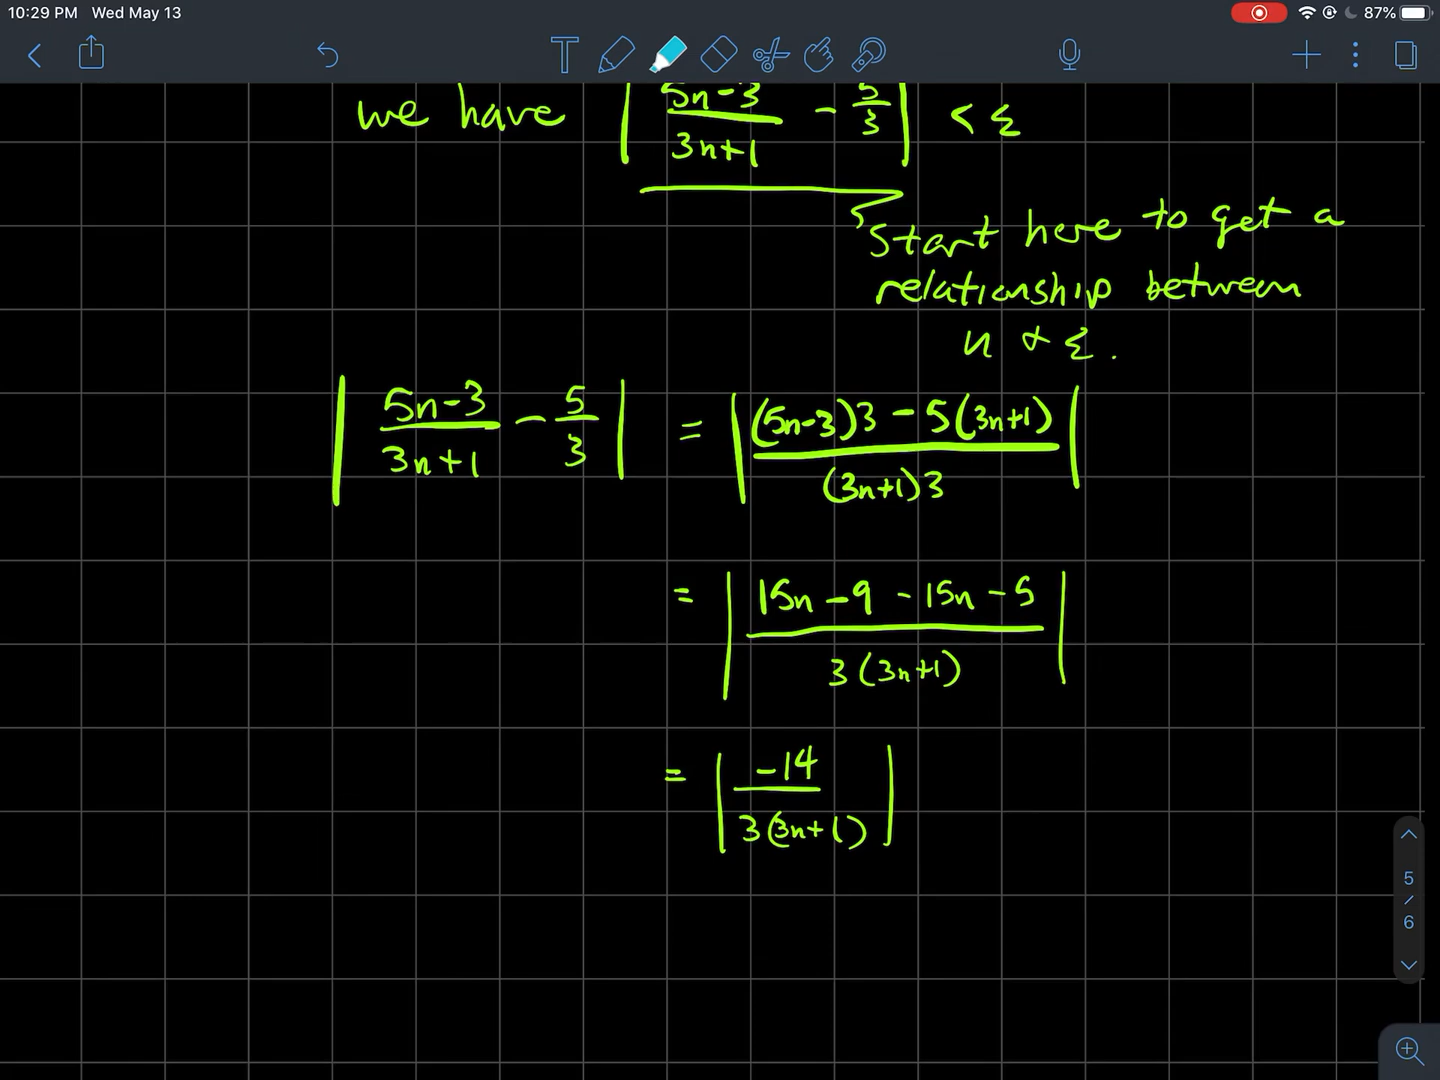 10:29 PM Wed May 13 87%
we have | (5n-3)/(3n+1) - 5/3 | < ε
Start here to get a
relationship between
n & ε.
| (5n-3)/(3n+1) - 5/3 | = | ((5n-3)3 - 5(3n+1))/((3n+1)3) |
= | (15n - 9 - 15n - 5)/(3(3n+1)) |
= | -14/(3(3n+1)) |
5
/
6